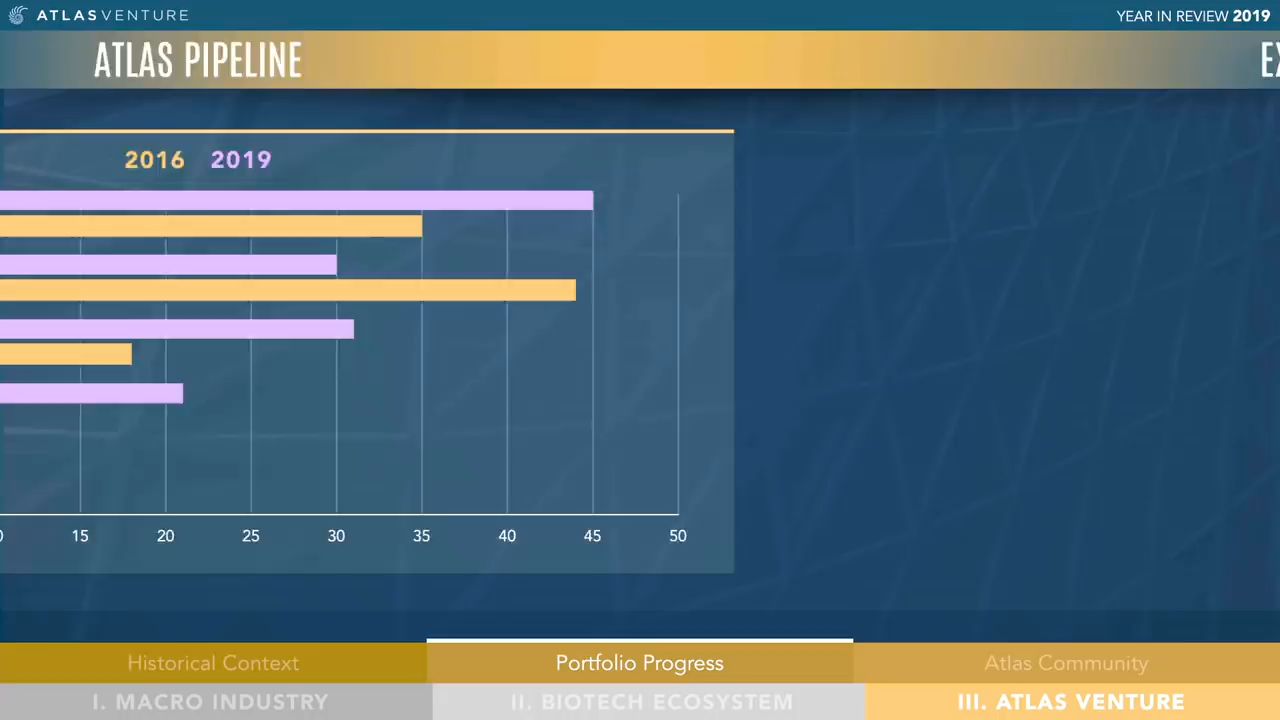 ATLAS VENTURE
YEAR IN REVIEW 2019
ATLAS PIPELINE
2016 2019
15 20 25 30 35 40 45 50
Historical Context
Portfolio Progress
Atlas Community
I. MACRO INDUSTRY
II. BIOTECH ECOSYSTEM
III. ATLAS VENTURE